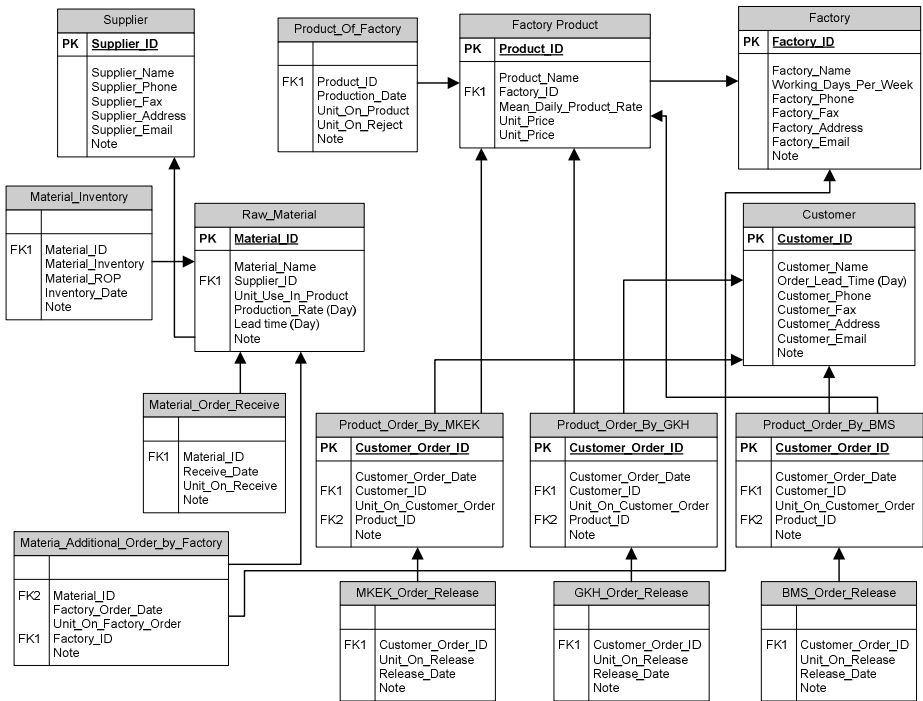 Supplier
PK Supplier_ID
Supplier_Name
Supplier_Phone
Supplier_Fax
Supplier_Address
Supplier_Email
Note
Product_Of_Factory
FK1 Product_ID
Production_Date
Unit_On_Product
Unit_On_Reject
Note
Factory Product
PK Product_ID
Product_Name
FK1 Factory_ID
Mean_Daily_Product_Rate
Unit_Price
Unit_Price
Factory
PK Factory_ID
Factory_Name
Working_Days_Per_Week
Factory_Phone
Factory_Fax
Factory_Address
Factory_Email
Note
Material_Inventory
FK1 Material_ID
Material_Inventory
Material_ROP
Inventory_Date
Note
Raw_Material
PK Material_ID
Material_Name
FK1 Supplier_ID
Unit_Use_In_Product
Production_Rate (Day)
Lead time (Day)
Note
Customer
PK Customer_ID
Customer_Name
Order_Lead_Time (Day)
Customer_Phone
Customer_Fax
Customer_Address
Customer_Email
Note
Material_Order_Receive
FK1 Material_ID
Receive_Date
Unit_On_Receive
Note
Product_Order_By_MKEK
PK Customer_Order_ID
Customer_Order_Date
FK1 Customer_ID
Unit_On_Customer_Order
FK2 Product_ID
Note
Product_Order_By_GKH
PK Customer_Order_ID
Customer_Order_Date
FK1 Customer_ID
Unit_On_Customer_Order
FK2 Product_ID
Note
Product_Order_By_BMS
PK Customer_Order_ID
Customer_Order_Date
FK1 Customer_ID
Unit_On_Customer_Order
FK2 Product_ID
Note
Materia_Additional_Order_by_Factory
FK2 Material_ID
Factory_Order_Date
Unit_On_Factory_Order
FK1 Factory_ID
Note
MKEK_Order_Release
FK1 Customer_Order_ID
Unit_On_Release
Release_Date
Note
GKH_Order_Release
FK1 Customer_Order_ID
Unit_On_Release
Release_Date
Note
BMS_Order_Release
FK1 Customer_Order_ID
Unit_On_Release
Release_Date
Note